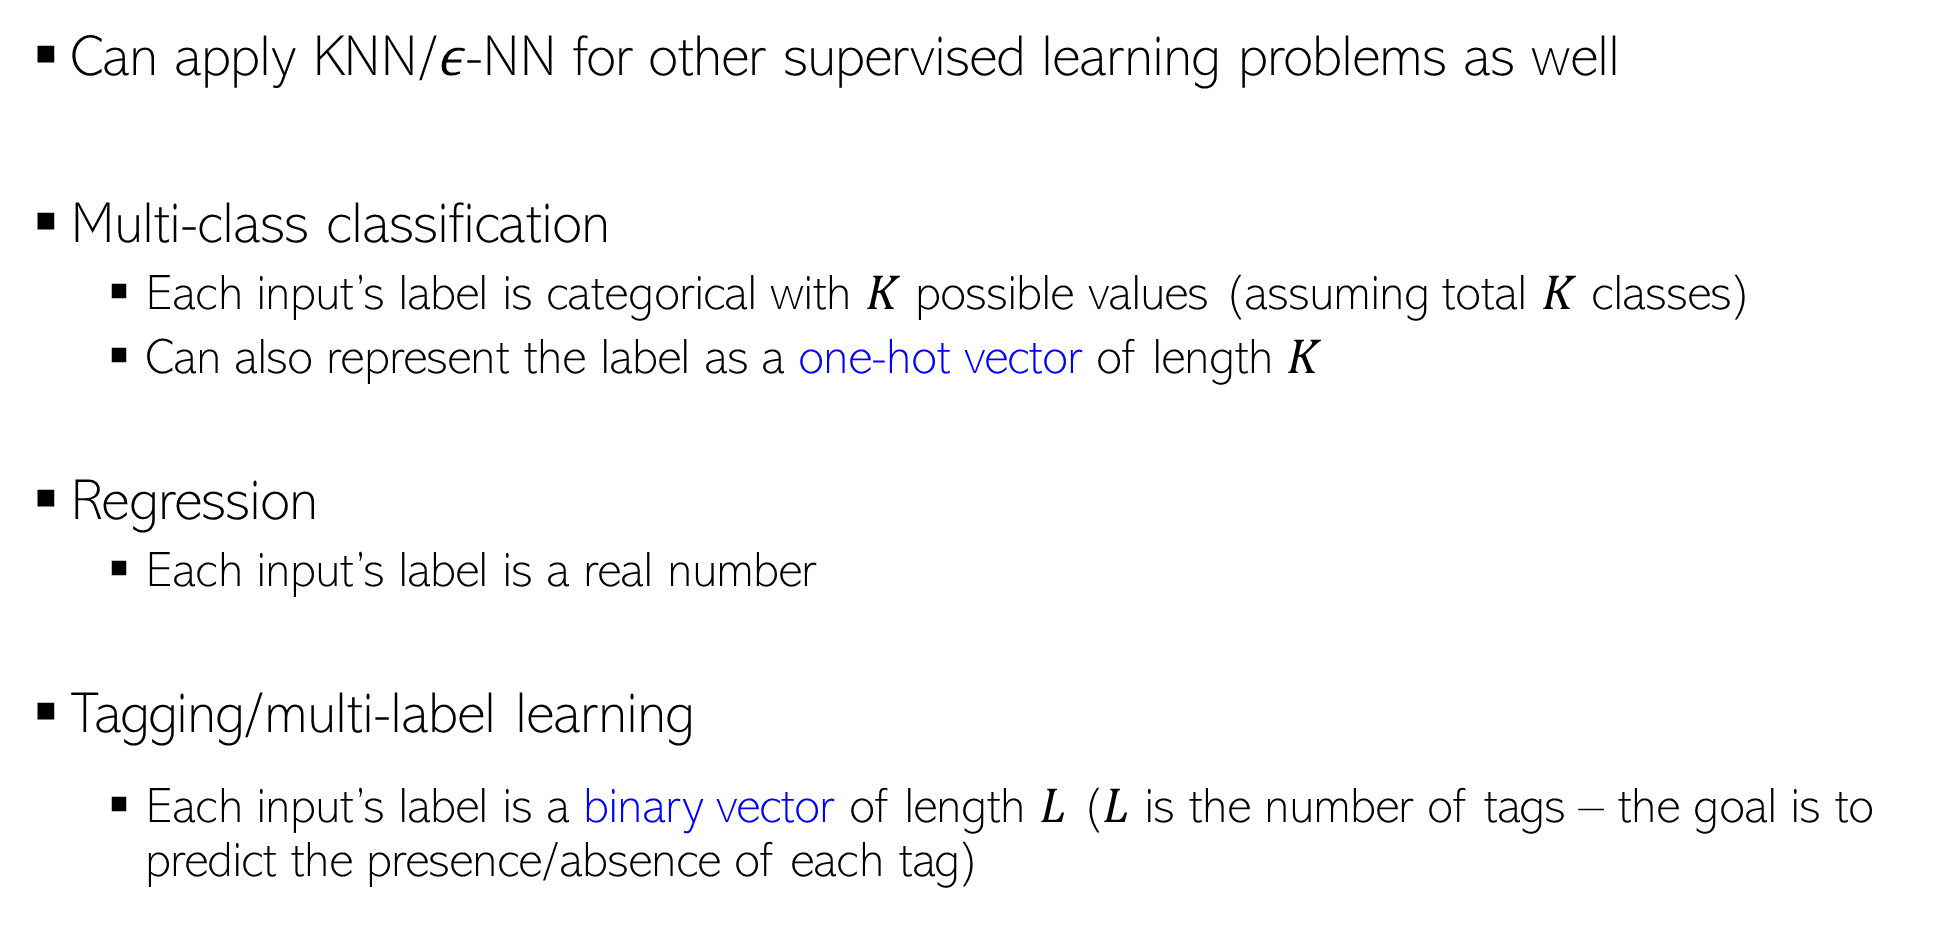 ▪ Can apply KNN/ϵ-NN for other supervised learning problems as well
▪ Multi-class classification
▪ Each input’s label is categorical with K possible values (assuming total K classes)
▪ Can also represent the label as a one-hot vector of length K
▪ Regression
▪ Each input’s label is a real number
▪ Tagging/multi-label learning
▪ Each input’s label is a binary vector of length L (L is the number of tags – the goal is to
predict the presence/absence of each tag)